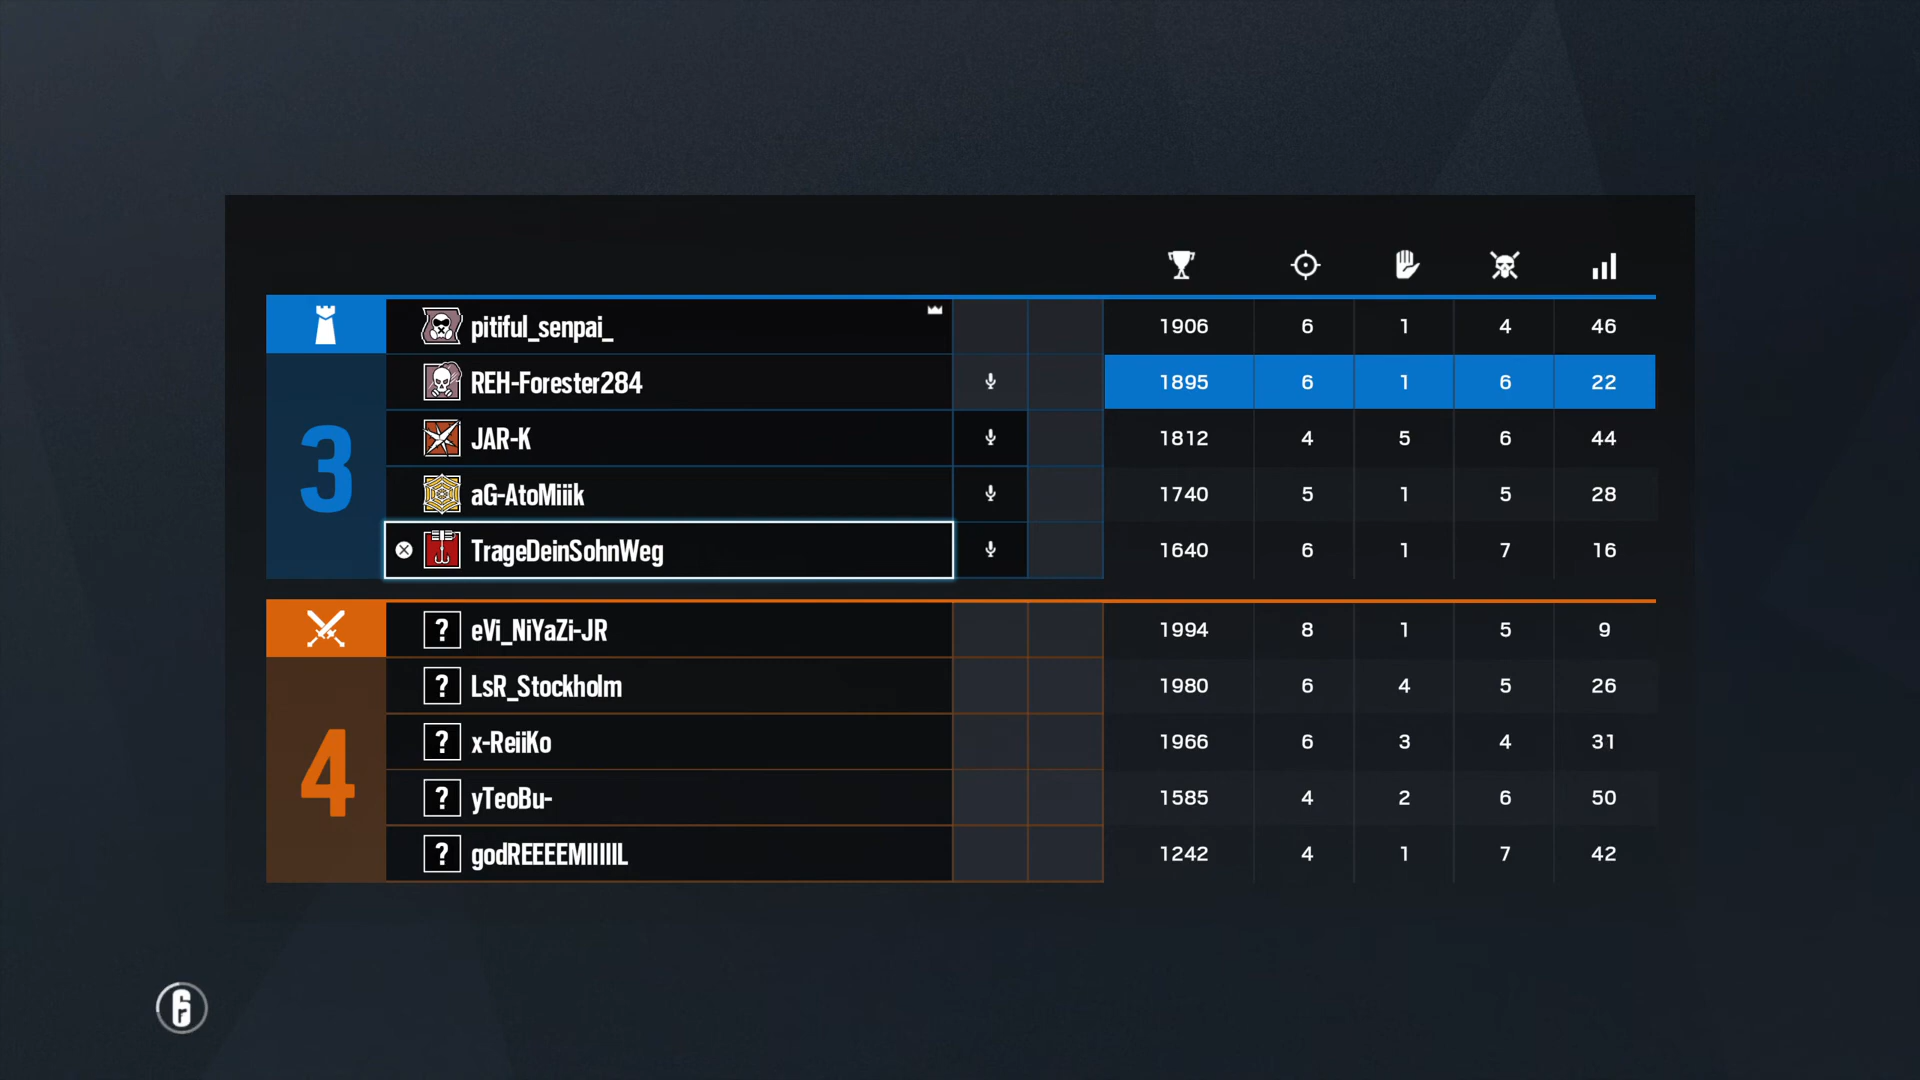 pitiful_senpai_ 1906 6 1 4 46
REH-Forester284 1895 6 1 6 22
3
JAR-K 1812 4 5 6 44
aG-AtoMiiik 1740 5 1 5 28
TrageDeinSohnWeg 1640 6 1 7 16
? eVi_NiYaZi-JR 1994 8 1 5 9
? LsR_Stockholm 1980 6 4 5 26
? x-ReiiKo 1966 6 3 4 31
4
? yTeoBu- 1585 4 2 6 50
? godREEEEMIIIIIL 1242 4 1 7 42
6